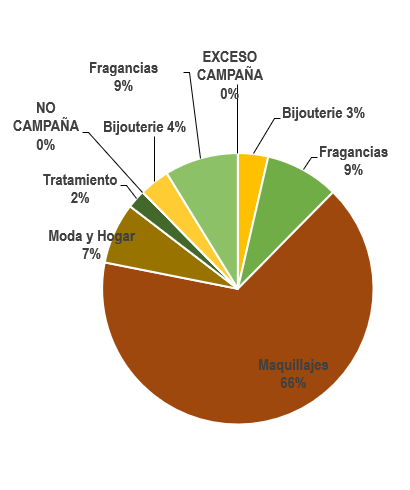 EXCESO
CAMPAÑA
0%
Fragancias
9%
NO
CAMPAÑA
0%
Bijouterie 4%
Bijouterie 3%
Fragancias
9%
Tratamiento
2%
Moda y Hogar
7%
Maquillajes
66%